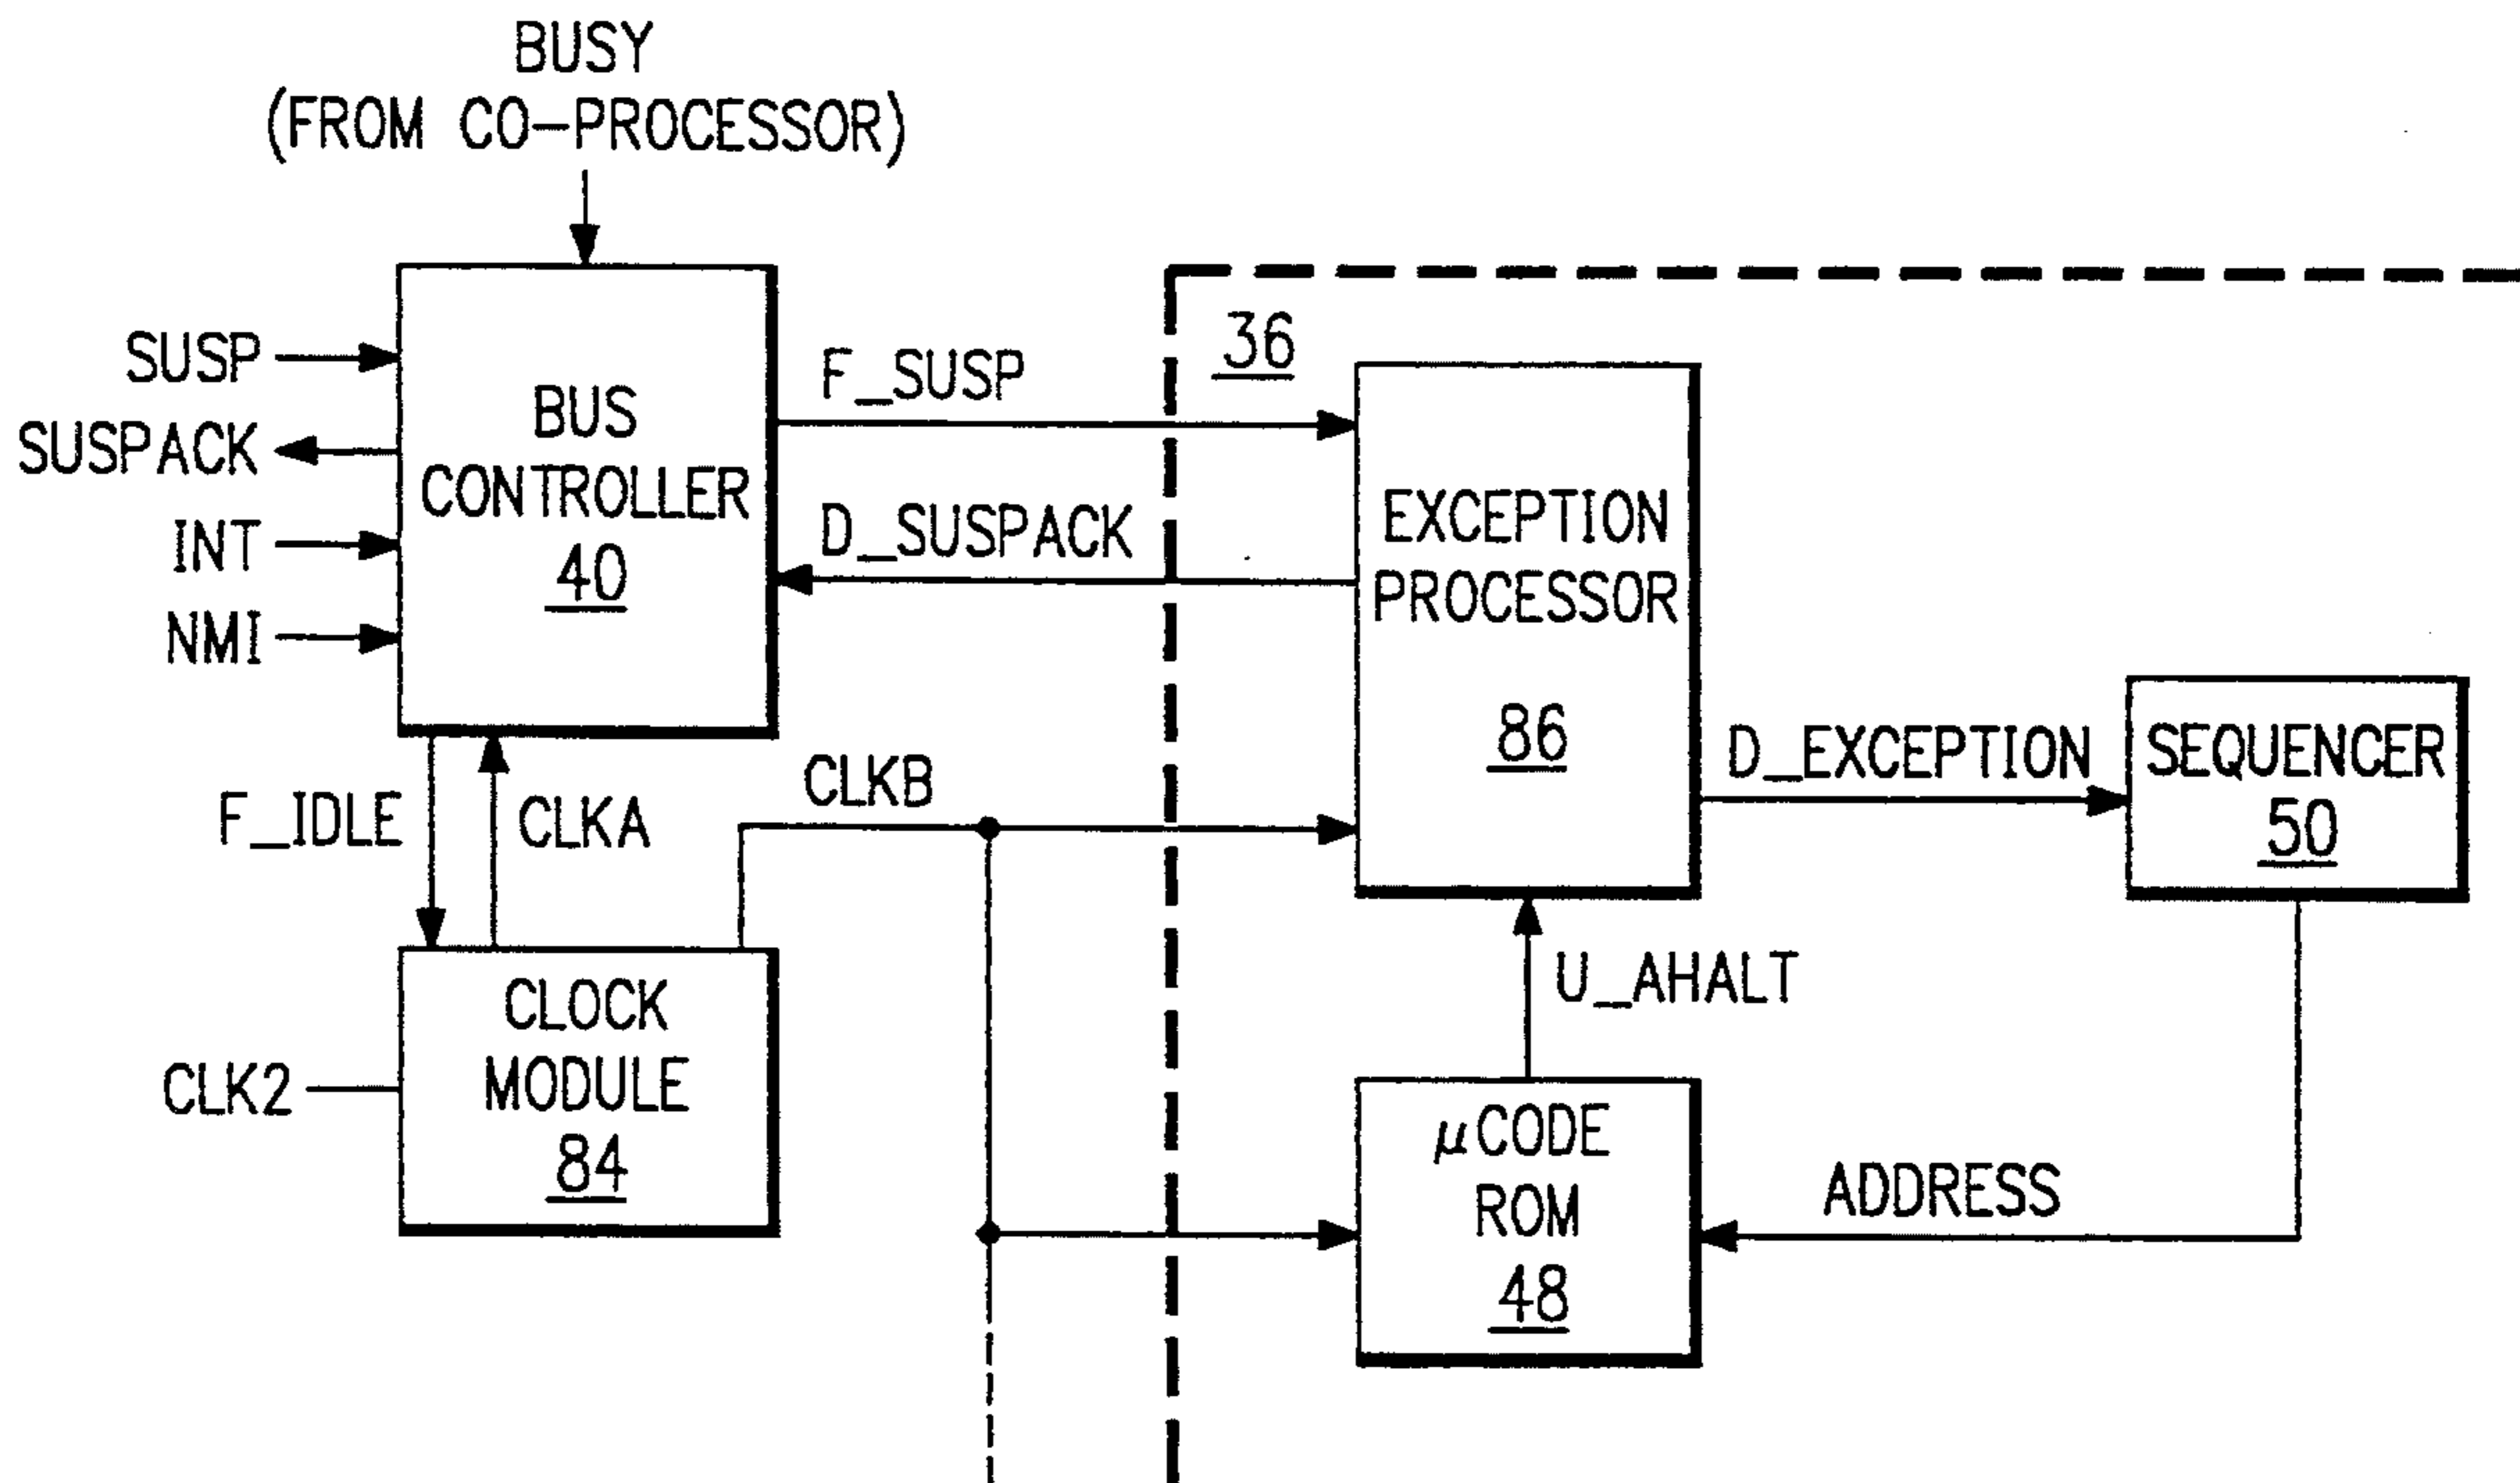 BUSY
(FROM CO-PROCESSOR)
SUSP
SUSPACK
INT
NMI
BUS
CONTROLLER
40
F_SUSP
D_SUSPACK
36
EXCEPTION
PROCESSOR
86
D_EXCEPTION
SEQUENCER
50
F_IDLE
CLKA
CLKB
CLK2
CLOCK
MODULE
84
U_AHALT
μCODE
ROM
48
ADDRESS